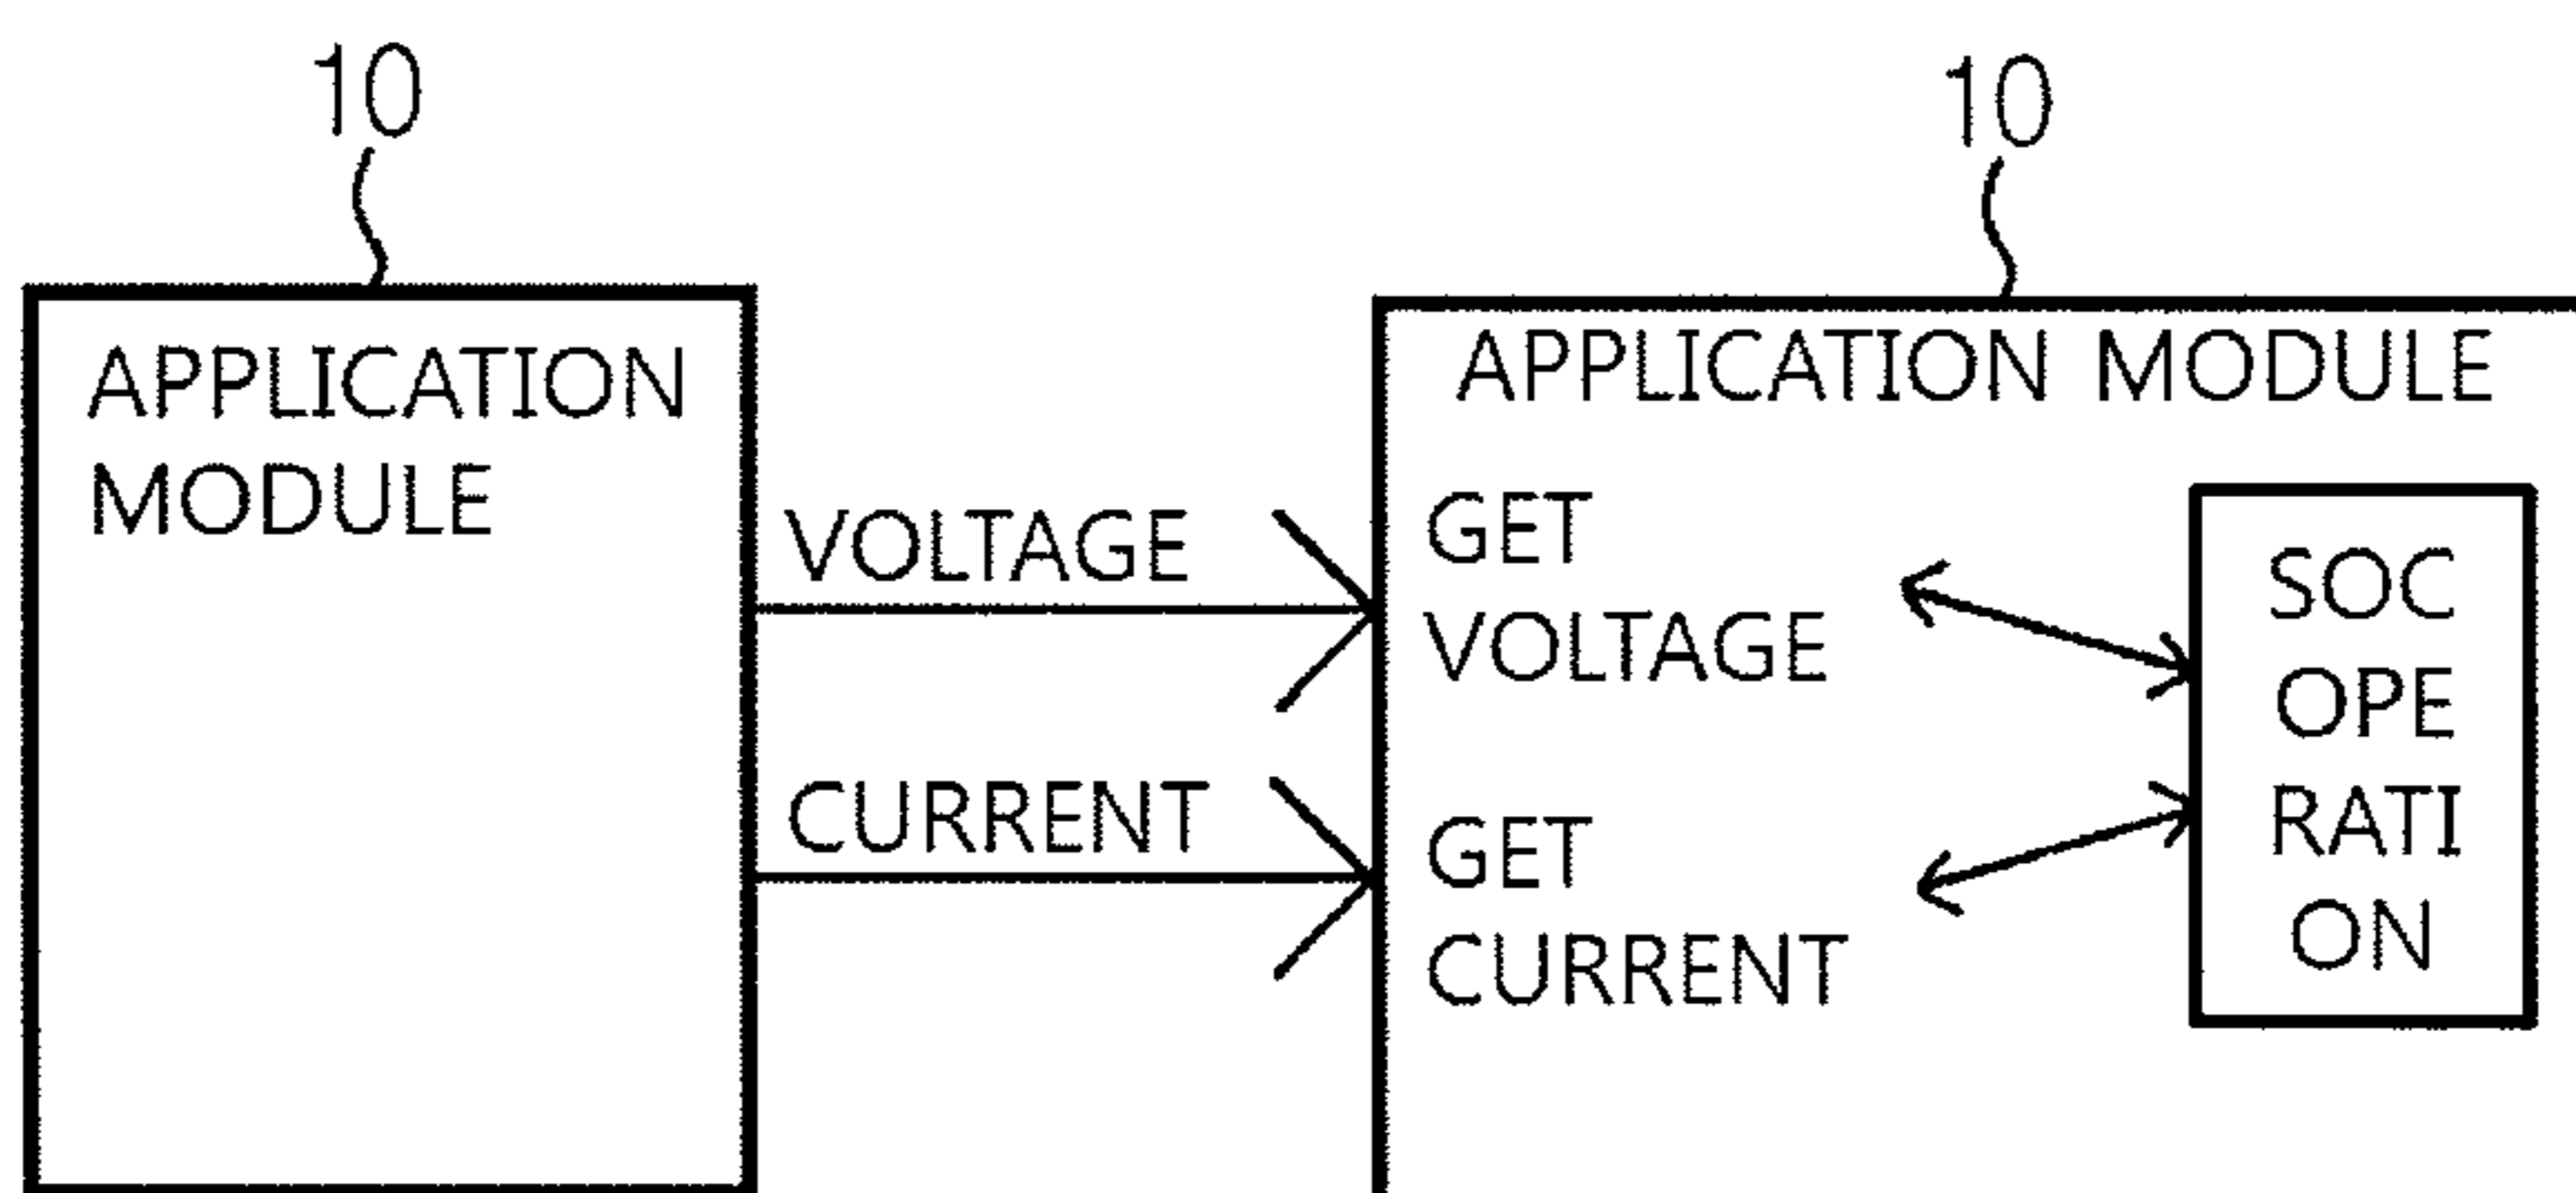 10
10
APPLICATION
MODULE
VOLTAGE
CURRENT
APPLICATION MODULE
GET
VOLTAGE
GET
CURRENT
SOC
OPE
RATI
ON